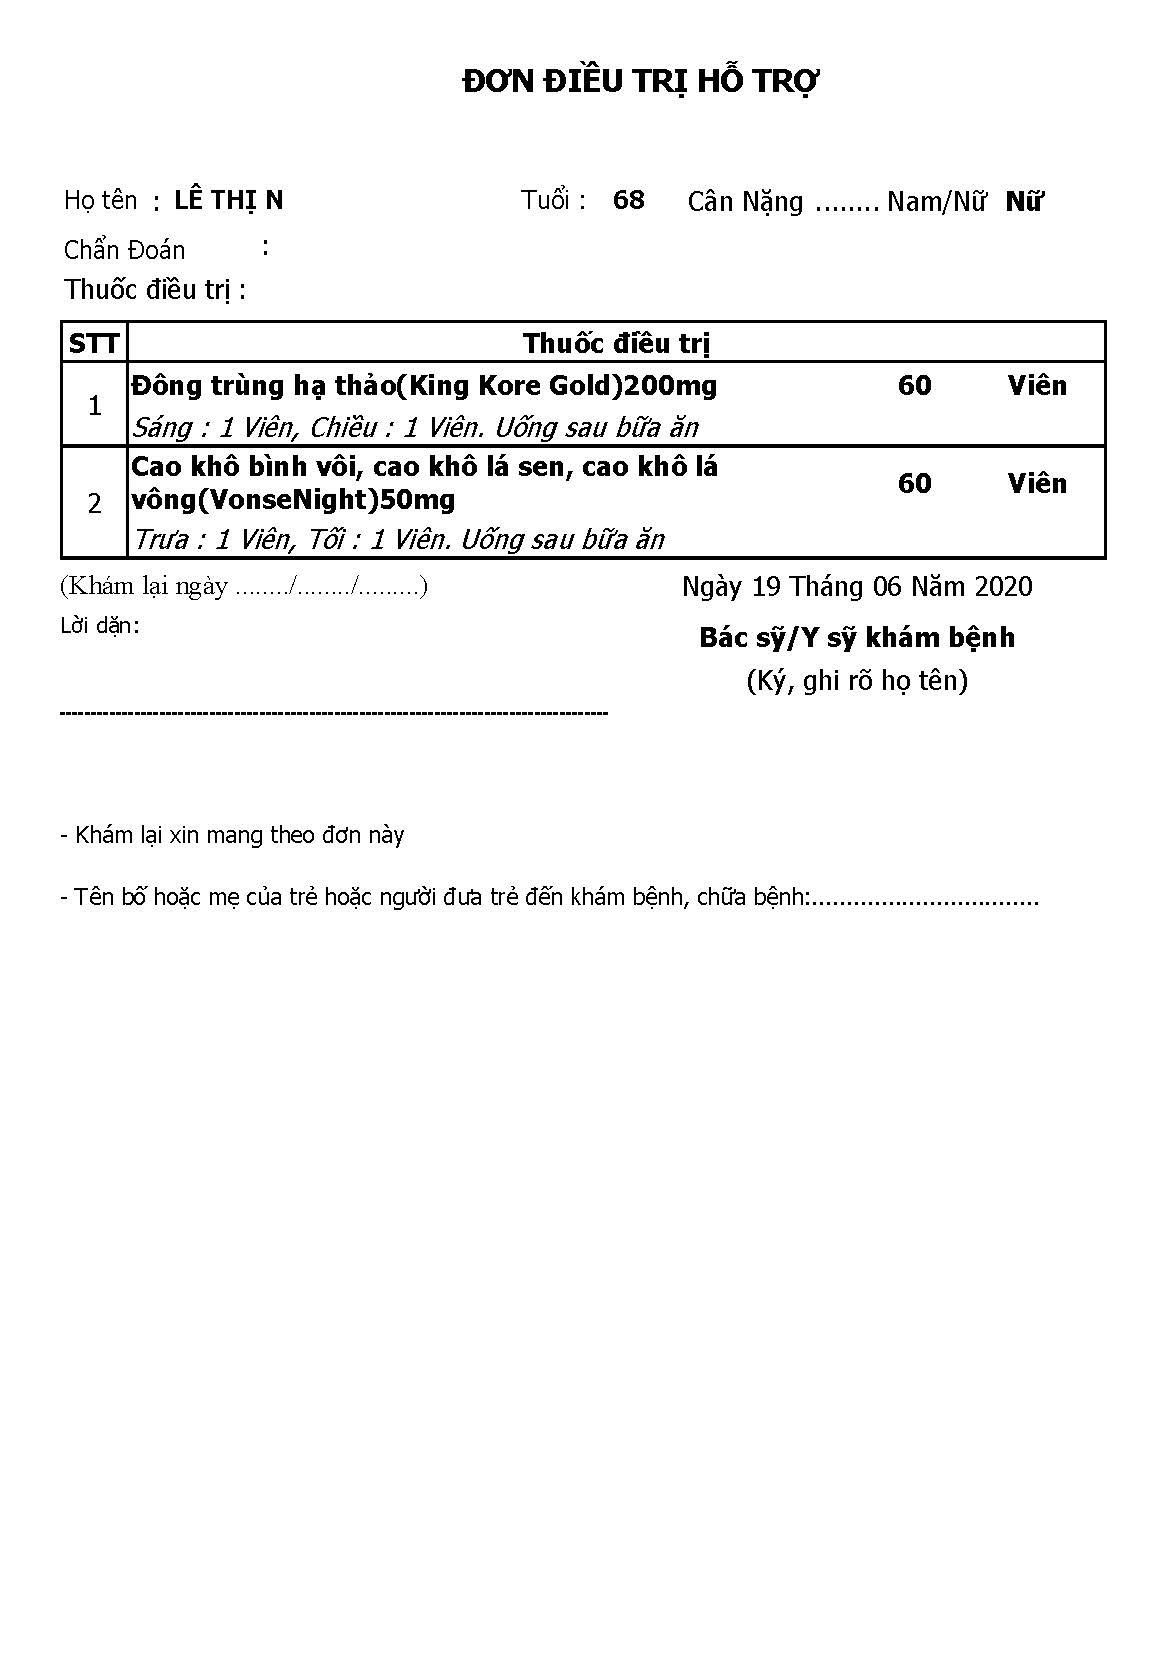 ĐƠN ĐIỀU TRỊ HỖ TRỢ
Họ tên : LÊ THỊ N Tuổi : 68 Cân Nặng ........ Nam/Nữ Nữ
Chẩn Đoán :
Thuốc điều trị :
STT Thuốc điều trị
1 Đông trùng hạ thảo(King Kore Gold)200mg 60 Viên
Sáng : 1 Viên, Chiều : 1 Viên. Uống sau bữa ăn
2 Cao khô bình vôi, cao khô lá sen, cao khô lá
vông(VonseNight)50mg 60 Viên
Trưa : 1 Viên, Tối : 1 Viên. Uống sau bữa ăn
(Khám lại ngày ......../......../.........) Ngày 19 Tháng 06 Năm 2020
Lời dặn:
Bác sỹ/Y sỹ khám bệnh
(Ký, ghi rõ họ tên)
- Khám lại xin mang theo đơn này
- Tên bố hoặc mẹ của trẻ hoặc người đưa trẻ đến khám bệnh, chữa bệnh:.................................